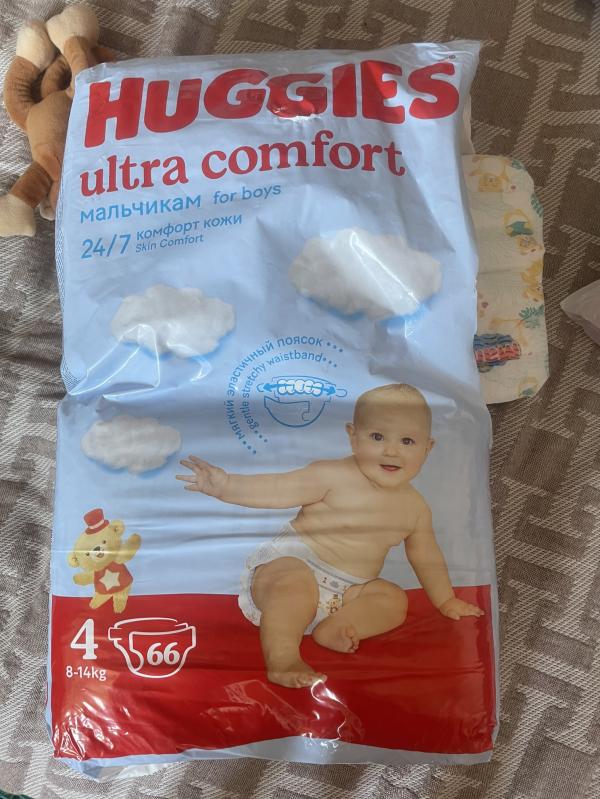 HUGGIES
ultra comfort
мальчикам for boys
24/7 комфорт кожи
Skin Comfort
мягкий эластичный поясок
gentle stretchy waistband
4
66
8-14kg